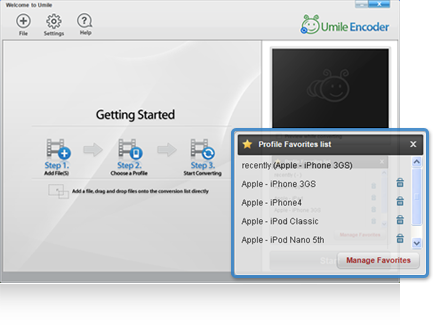 Welcome to Umile
File
Settings
Help
Umile Encoder
Getting Started
Step 1.
Add File(S)
Step 2.
Choose a Profile
Step 3.
Start Converting
Add a file, drag and drop files onto the conversion list directly
Profile Favorites list
recently (Apple - iPhone 3GS)
Apple - iPhone 3GS
Apple - iPhone4
Apple - iPod Classic
Apple - iPod Nano 5th
Manage Favorites